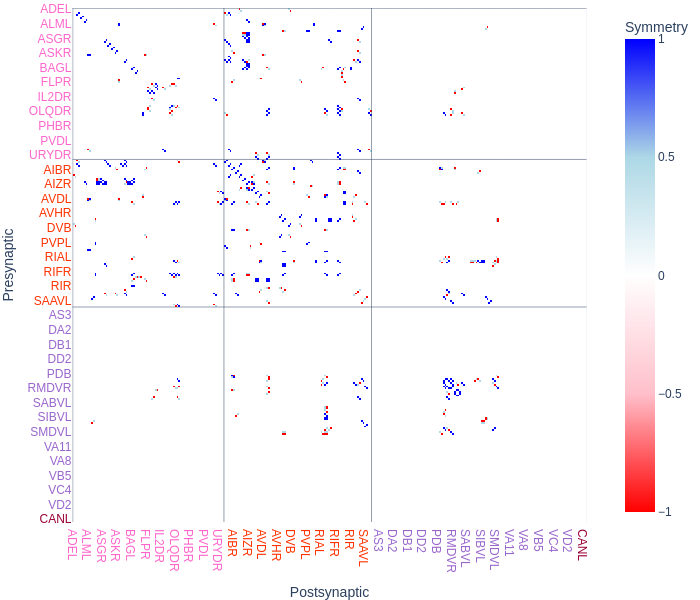 Symmetry
1
0.5
0
−0.5
−1
Presynaptic
ADEL
ALML
ASGR
ASKR
BAGL
FLPR
IL2DR
OLQDR
PHBR
PVDL
URYDR
AIBR
AIZR
AVDL
AVHR
DVB
PVPL
RIAL
RIFR
RIR
SAAVL
AS3
DA2
DB1
DD2
PDB
RMDVR
SABVL
SIBVL
SMDVL
VA11
VA8
VB5
VC4
VD2
CANL
ADEL
ALML
ASGR
ASKR
BAGL
FLPR
IL2DR
OLQDR
PHBR
PVDL
URYDR
AIBR
AIZR
AVDL
AVHR
DVB
PVPL
RIAL
RIFR
RIR
SAAVL
AS3
DA2
DB1
DD2
PDB
RMDVR
SABVL
SIBVL
SMDVL
VA11
VA8
VB5
VC4
VD2
CANL
Postsynaptic